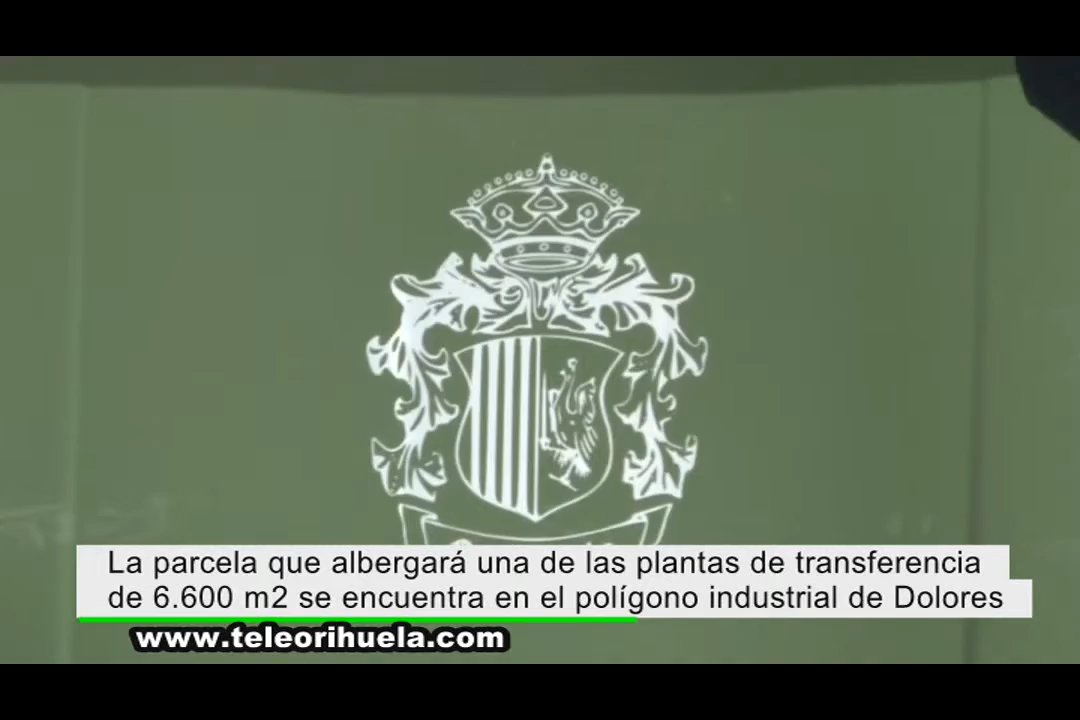 La parcela que albergará una de las plantas de transferencia
de 6.600 m2 se encuentra en el polígono industrial de Dolores
www.teleorihuela.com